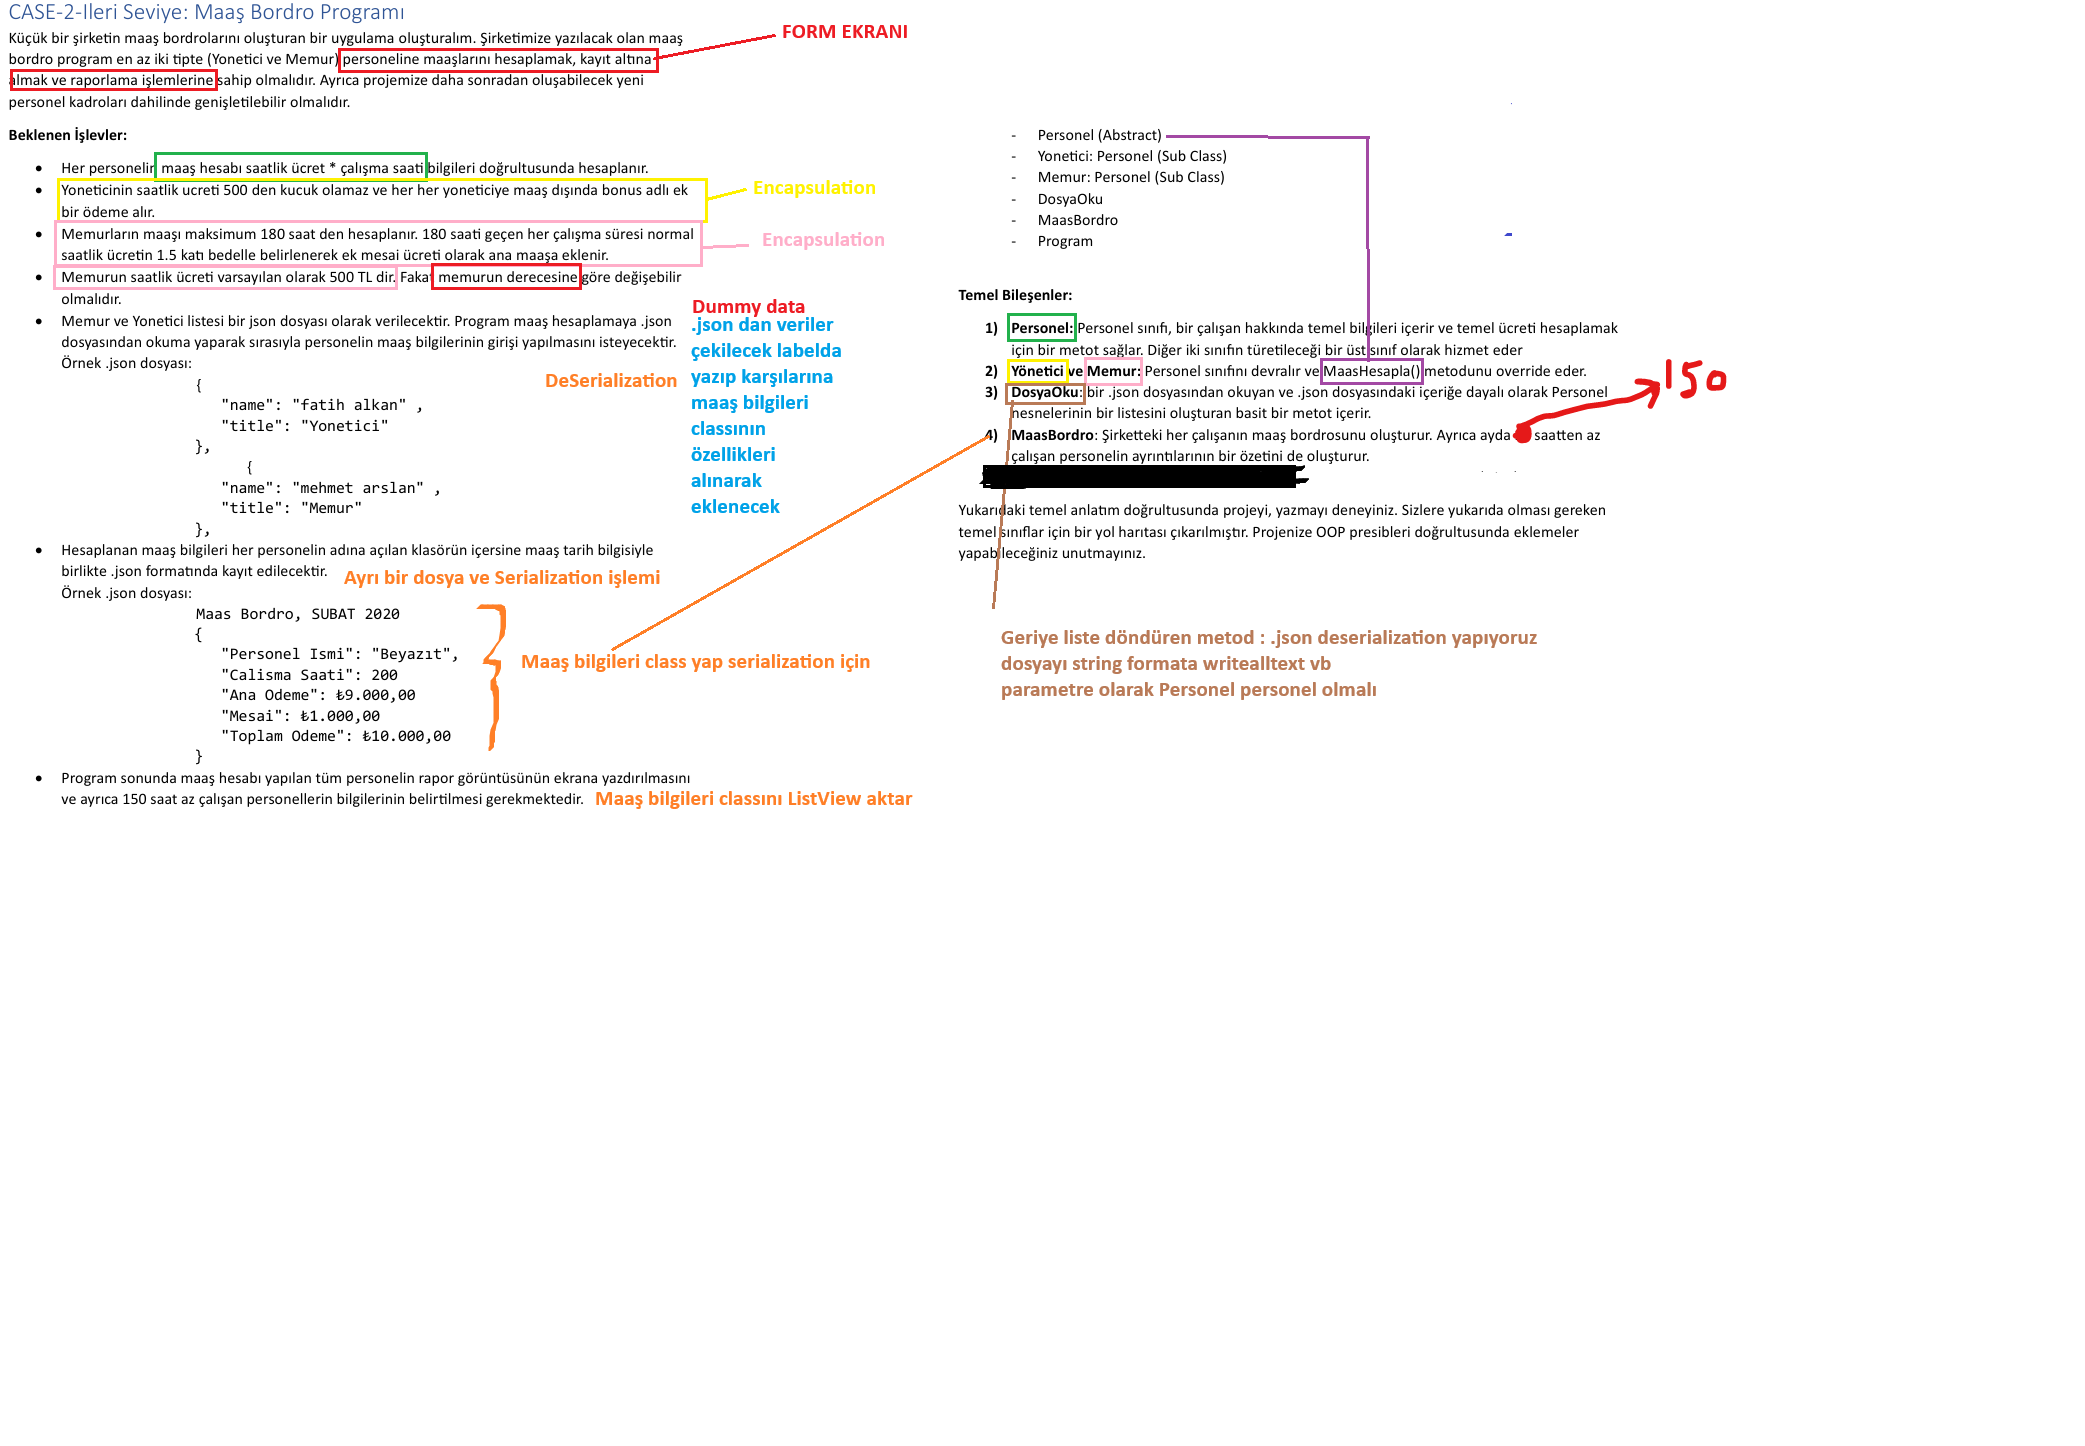 CASE-2-Ileri Seviye: Maaş Bordro Programı
Küçük bir şirketin maaş bordrolarını oluşturan bir uygulama oluşturalım. Şirketimize yazılacak olan maaş
bordro program en az iki tipte (Yonetici ve Memur) personeline maaşlarını hesaplamak, kayıt altına
almak ve raporlama işlemlerine sahip olmalıdır. Ayrıca projemize daha sonradan oluşabilecek yeni
personel kadroları dahilinde genişletilebilir olmalıdır.
FORM EKRANI
Beklenen İşlevler:
• Her personelin maaş hesabı saatlik ücret * çalışma saati bilgileri doğrultusunda hesaplanır.
• Yoneticinin saatlik ucreti 500 den kucuk olamaz ve her her yoneticiye maaş dışında bonus adlı ek
bir ödeme alır.
Encapsulation
• Memurların maaşı maksimum 180 saat den hesaplanır. 180 saati geçen her çalışma süresi normal
saatlik ücretin 1.5 katı bedelle belirlenerek ek mesai ücreti olarak ana maaşa eklenir.
Encapsulation
• Memurun saatlik ücreti varsayılan olarak 500 TL dir. Fakat memurun derecesine göre değişebilir
olmalıdır.
• Memur ve Yonetici listesi bir json dosyası olarak verilecektir. Program maaş hesaplamaya .json
dosyasından okuma yaparak sırasıyla personelin maaş bilgilerinin girişi yapılmasını isteyecektir.
Örnek .json dosyası:
{
"name": "fatih alkan" ,
"title": "Yonetici"
},
{
"name": "mehmet arslan" ,
"title": "Memur"
},
DeSerialization
Dummy data
.json dan veriler
çekilecek labelda
yazıp karşılarına
maaş bilgileri
classının
özellikleri
alınarak
eklenecek
• Hesaplanan maaş bilgileri her personelin adına açılan klasörün içersine maaş tarih bilgisiyle
birlikte .json formatında kayıt edilecektir.
Ayrı bir dosya ve Serialization işlemi
Örnek .json dosyası:
Maas Bordro, SUBAT 2020
{
"Personel Ismi": "Beyazıt",
"Calisma Saati": 200
"Ana Odeme": ₺9.000,00
"Mesai": ₺1.000,00
"Toplam Odeme": ₺10.000,00
}
Maaş bilgileri class yap serialization için
• Program sonunda maaş hesabı yapılan tüm personelin rapor görüntüsünün ekrana yazdırılmasını
ve ayrıca 150 saat az çalışan personellerin bilgilerinin belirtilmesi gerekmektedir.
Maaş bilgileri classını ListView aktar
- Personel (Abstract)
- Yonetici: Personel (Sub Class)
- Memur: Personel (Sub Class)
- DosyaOku
- MaasBordro
- Program
Temel Bileşenler:
1) Personel: Personel sınıfı, bir çalışan hakkında temel bilgileri içerir ve temel ücreti hesaplamak
için bir metot sağlar. Diğer iki sınıfın türetileceği bir üst sınıf olarak hizmet eder
2) Yönetici ve Memur: Personel sınıfını devralır ve MaasHesapla() metodunu override eder.
3) DosyaOku: bir .json dosyasından okuyan ve .json dosyasındaki içeriğe dayalı olarak Personel
nesnelerinin bir listesini oluşturan basit bir metot içerir.
4) MaasBordro: Şirketteki her çalışanın maaş bordrosunu oluşturur. Ayrıca ayda saatten az
çalışan personelin ayrıntılarının bir özetini de oluşturur.
150
Yukarıdaki temel anlatım doğrultusunda projeyi, yazmayı deneyiniz. Sizlere yukarıda olması gereken
temel sınıflar için bir yol harıtası çıkarılmıştır. Projenize OOP presibleri doğrultusunda eklemeler
yapabileceğiniz unutmayınız.
Geriye liste döndüren metod : .json deserialization yapıyoruz
dosyayı string formata writealltext vb
parametre olarak Personel personel olmalı